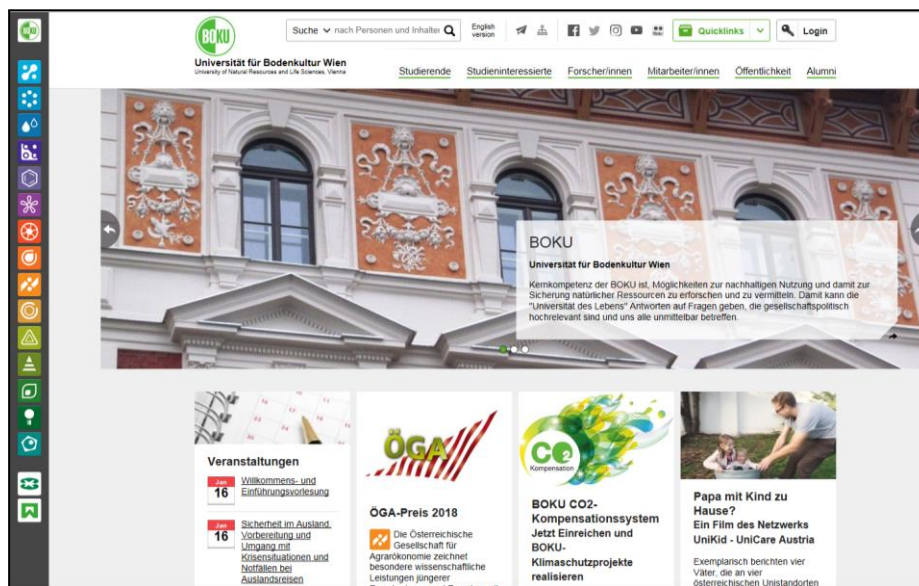 BOKU
Suche nach Personen und Inhalten
English
version
Quicklinks
Login
Universität für Bodenkultur Wien
University of Natural Resources and Life Sciences, Vienna
Studierende Studieninteressierte Forscher/innen Mitarbeiter/innen Öffentlichkeit Alumni
BOKU
Universität für Bodenkultur Wien
Kernkompetenz der BOKU ist, Möglichkeiten zur nachhaltigen Nutzung und damit zur
Sicherung natürlicher Ressourcen zu erforschen und zu vermitteln. Damit kann die
"Universität des Lebens" Antworten auf Fragen geben, die gesellschaftspolitisch
hochrelevant sind und uns alle unmittelbar betreffen.
Veranstaltungen
Jan
16
Willkommens- und
Einführungsvorlesung
Jan
16
Sicherheit im Ausland.
Vorbereitung und
Umgang mit
Krisensituationen und
Notfällen bei
Auslandsreisen
ÖGA
ÖGA-Preis 2018
Die Österreichische
Gesellschaft für
Agrarökonomie zeichnet
besondere wissenschaftliche
Leistungen jüngerer
CO2
Kompensation
BOKU CO2-
Kompensationssystem
Jetzt Einreichen und
BOKU-
Klimaschutzprojekte
realisieren
Papa mit Kind zu
Hause?
Ein Film des Netzwerks
UniKid - UniCare Austria
Exemplarisch berichten vier
Väter, die an vier
österreichischen Unistandorten